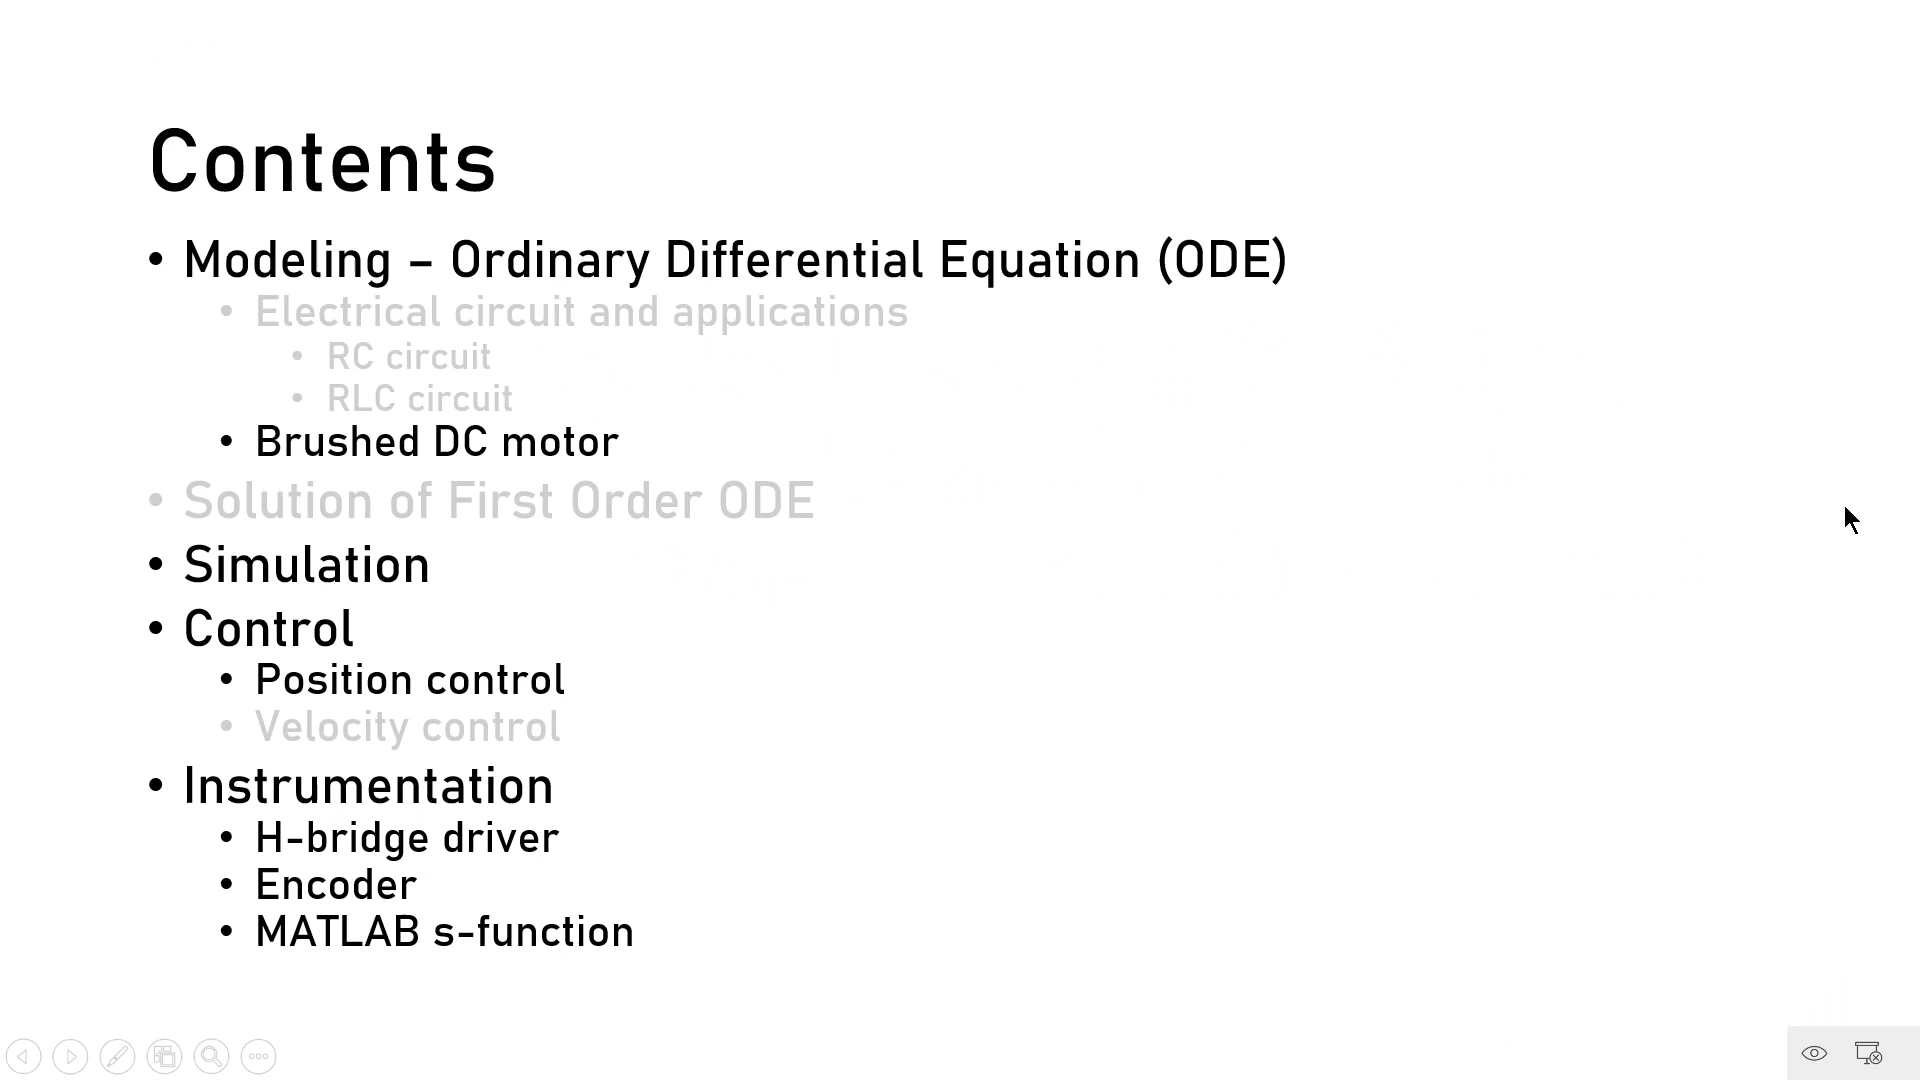 Contents
• Modeling – Ordinary Differential Equation (ODE)
• Electrical circuit and applications
• RC circuit
• RLC circuit
• Brushed DC motor
• Solution of First Order ODE
• Simulation
• Control
• Position control
• Velocity control
• Instrumentation
• H-bridge driver
• Encoder
• MATLAB s-function